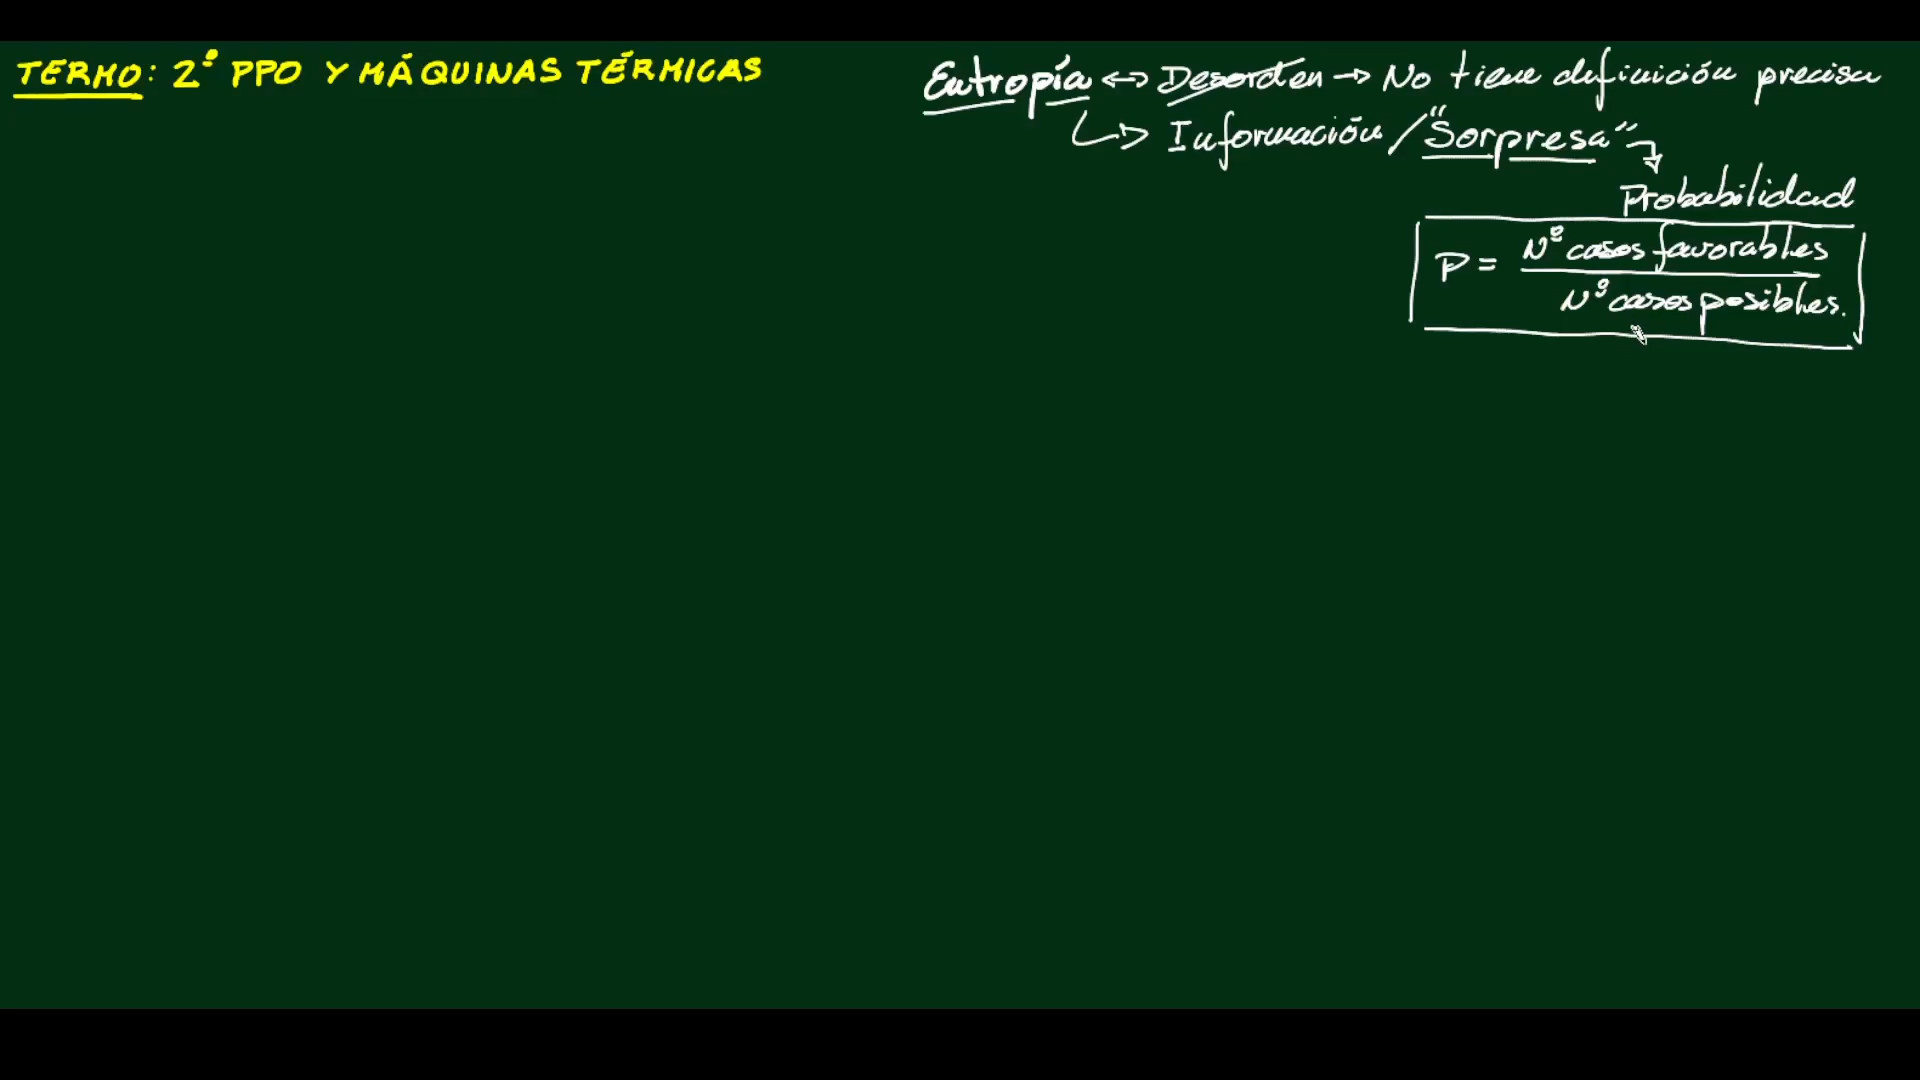 TERMO: 2º PPO Y MÁQUINAS TÉRMICAS
Entropía ↔ Desorden → No tiene definición precisa
↳ Información / "Sorpresa" ↴
Probabilidad
P = Nº casos favorables
Nº casos posibles.